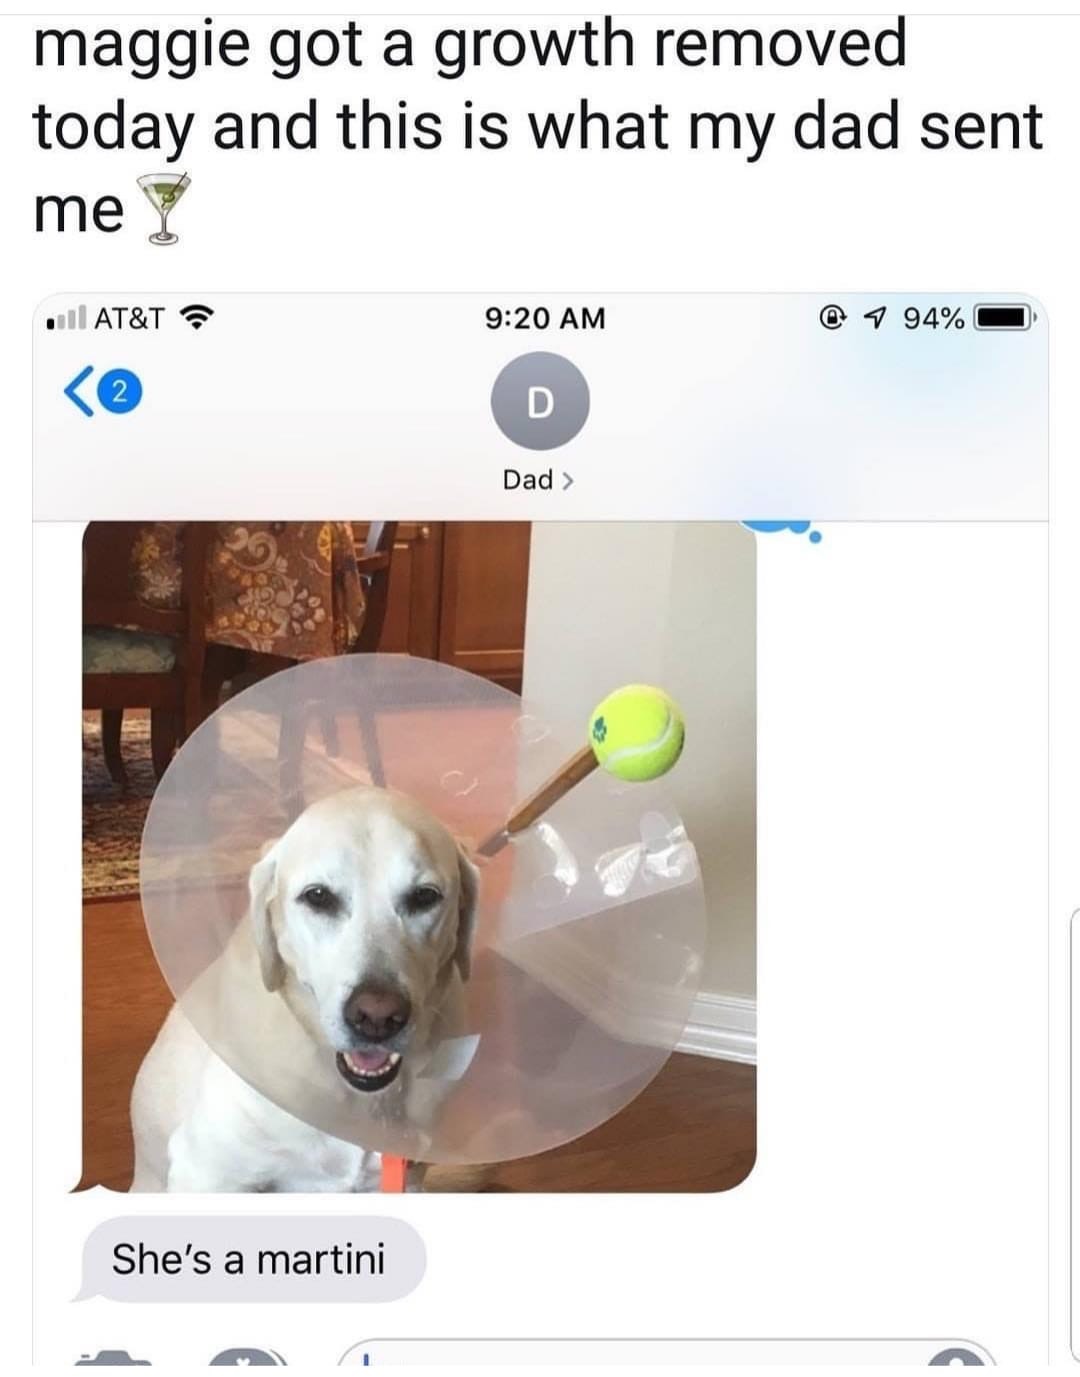 maggie got a growth removed
today and this is what my dad sent
me🍸
AT&T
9:20 AM
94%
2
D
Dad >
She's a martini